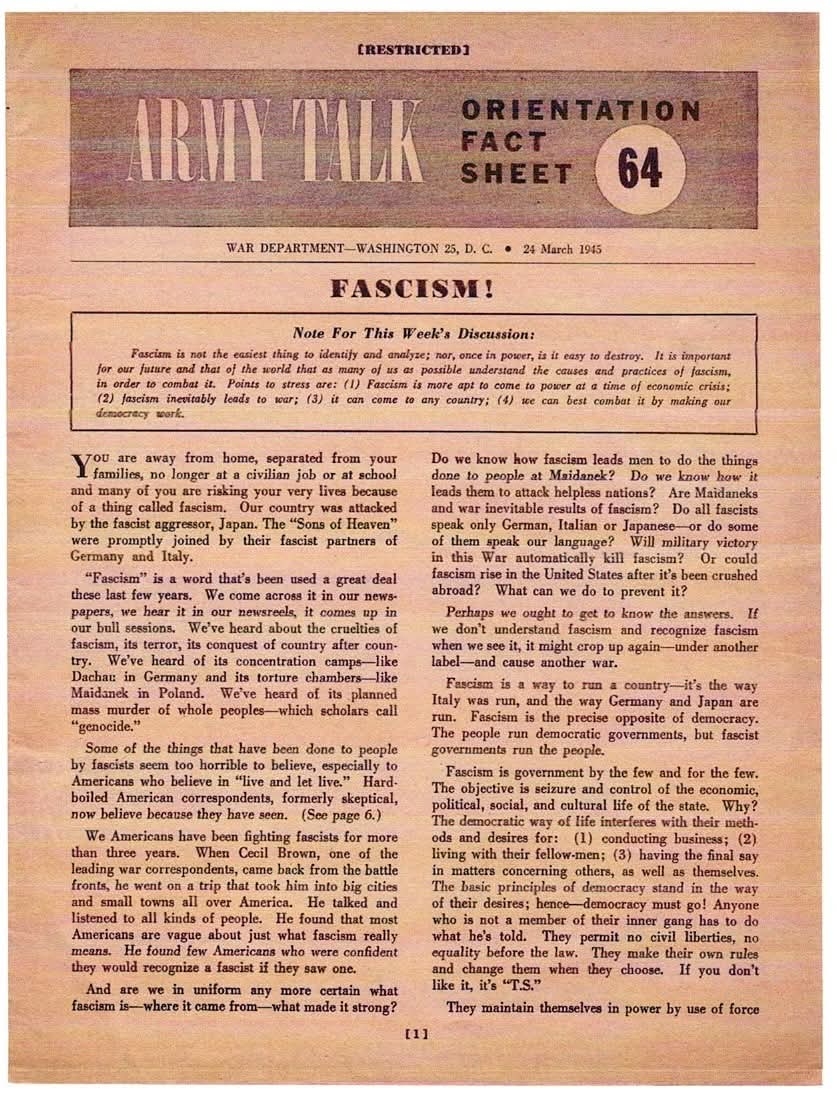 [RESTRICTED]
ARMY TALK
ORIENTATION
FACT
SHEET 64
WAR DEPARTMENT—WASHINGTON 25, D. C. • 24 March 1945
FASCISM!
Note For This Week's Discussion:
Fascism is not the easiest thing to identify and analyze; nor, once in power, is it easy to destroy. It is important
for our future and that of the world that as many of us as possible understand the causes and practices of fascism,
in order to combat it. Points to stress are: (1) Fascism is more apt to come to power at a time of economic crisis;
(2) fascism inevitably leads to war; (3) it can come to any country; (4) we can best combat it by making our
democracy work.
YOU are away from home, separated from your
families, no longer at a civilian job or at school
and many of you are risking your very lives because
of a thing called fascism. Our country was attacked
by the fascist aggressor, Japan. The "Sons of Heaven"
were promptly joined by their fascist partners of
Germany and Italy.
"Fascism" is a word that's been used a great deal
these last few years. We come across it in our news-
papers, we hear it in our newsreels, it comes up in
our bull sessions. We've heard about the cruelties of
fascism, its terror, its conquest of country after coun-
try. We've heard of its concentration camps—like
Dachau in Germany and its torture chambers—like
Maidanek in Poland. We've heard of its planned
mass murder of whole peoples—which scholars call
"genocide."
Some of the things that have been done to people
by fascists seem too horrible to believe, especially to
Americans who believe in "live and let live." Hard-
boiled American correspondents, formerly skeptical,
now believe because they have seen. (See page 6.)
We Americans have been fighting fascists for more
than three years. When Cecil Brown, one of the
leading war correspondents, came back from the battle
fronts, he went on a trip that took him into big cities
and small towns all over America. He talked and
listened to all kinds of people. He found that most
Americans are vague about just what fascism really
means. He found few Americans who were confident
they would recognize a fascist if they saw one.
And are we in uniform any more certain what
fascism is—where it came from—what made it strong?
Do we know how fascism leads men to do the things
done to people at Maidanek? Do we know how it
leads them to attack helpless nations? Are Maidaneks
and war inevitable results of fascism? Do all fascists
speak only German, Italian or Japanese—or do some
of them speak our language? Will military victory
in this War automatically kill fascism? Or could
fascism rise in the United States after it's been crushed
abroad? What can we do to prevent it?
Perhaps we ought to get to know the answers. If
we don't understand fascism and recognize fascism
when we see it, it might crop up again—under another
label—and cause another war.
Fascism is a way to run a country—it's the way
Italy was run, and the way Germany and Japan are
run. Fascism is the precise opposite of democracy.
The people run democratic governments, but fascist
governments run the people.
Fascism is government by the few and for the few.
The objective is seizure and control of the economic,
political, social, and cultural life of the state. Why?
The democratic way of life interferes with their meth-
ods and desires for: (1) conducting business; (2)
living with their fellow-men; (3) having the final say
in matters concerning others, as well as themselves.
The basic principles of democracy stand in the way
of their desires; hence—democracy must go! Anyone
who is not a member of their inner gang has to do
what he's told. They permit no civil liberties, no
equality before the law. They make their own rules
and change them when they choose. If you don't
like it, it's "T.S."
They maintain themselves in power by use of force
[1]